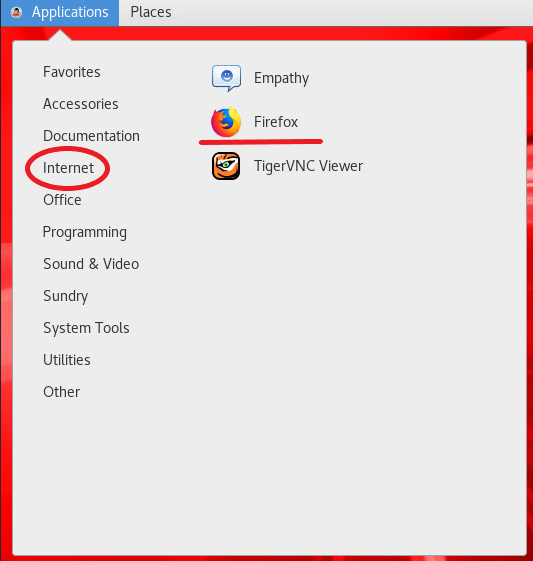 Applications Places
Favorites
Accessories
Documentation
Internet
Office
Programming
Sound & Video
Sundry
System Tools
Utilities
Other
Empathy
Firefox
TigerVNC Viewer